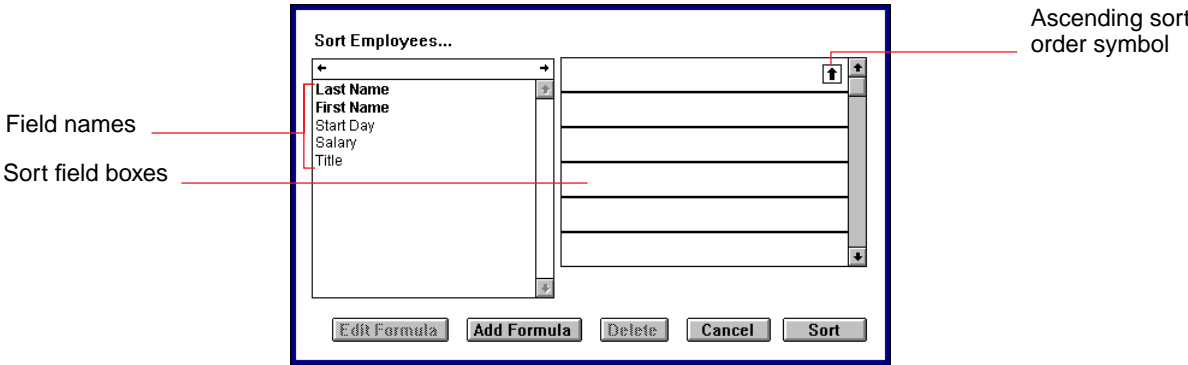 Ascending sort
order symbol
Sort Employees...
Field names
Last Name
First Name
Start Day
Salary
Title
Sort field boxes
Edit Formula
Add Formula
Delete
Cancel
Sort